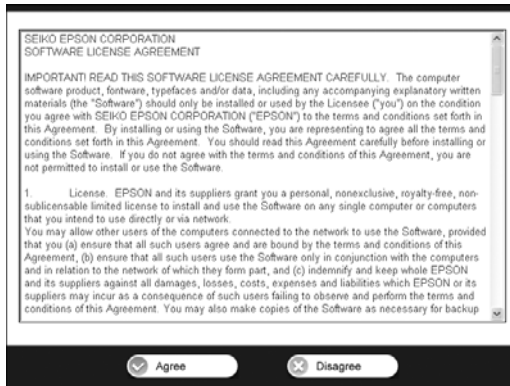 SEIKO EPSON CORPORATION
SOFTWARE LICENSE AGREEMENT
IMPORTANT! READ THIS SOFTWARE LICENSE AGREEMENT CAREFULLY. The computer
software product, fontware, typefaces and/or data, including any accompanying explanatory written
materials (the "Software") should only be installed or used by the Licensee ("you") on the condition
you agree with SEIKO EPSON CORPORATION ("EPSON") to the terms and conditions set forth in
this Agreement. By installing or using the Software, you are representing to agree all the terms and
conditions set forth in this Agreement. You should read this Agreement carefully before installing or
using the Software. If you do not agree with the terms and conditions of this Agreement, you are
not permitted to install or use the Software.
1. License. EPSON and its suppliers grant you a personal, nonexclusive, royalty-free, non-
sublicensable limited license to install and use the Software on any single computer or computers
that you intend to use directly or via network.
You may allow other users of the computers connected to the network to use the Software, provided
that you (a) ensure that all such users agree and are bound by the terms and conditions of this
Agreement, (b) ensure that all such users use the Software only in conjunction with the computers
and in relation to the network of which they form part, and (c) indemnify and keep whole EPSON
and its suppliers against all damages, losses, costs, expenses and liabilities which EPSON or its
suppliers may incur as a consequence of such users failing to observe and perform the terms and
conditions of this Agreement. You may also make copies of the Software as necessary for backup
Agree
Disagree